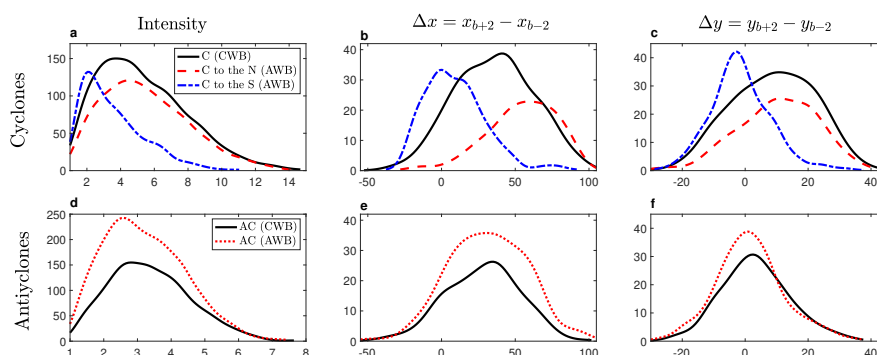 Intensity
Δx = x_{b+2} − x_{b−2}
Δy = y_{b+2} − y_{b−2}
Cyclones
a
C (CWB)
C to the N (AWB)
C to the S (AWB)
150
100
50
0
2 4 6 8 10 12 14
b
40
30
20
10
0
-50 0 50 100
c
40
30
20
10
0
-20 0 20 40
Antiyclones
d
AC (CWB)
AC (AWB)
250
200
150
100
50
0
1 2 3 4 5 6 7 8
e
40
30
20
10
0
-50 0 50 100
f
40
30
20
10
0
-20 0 20 40